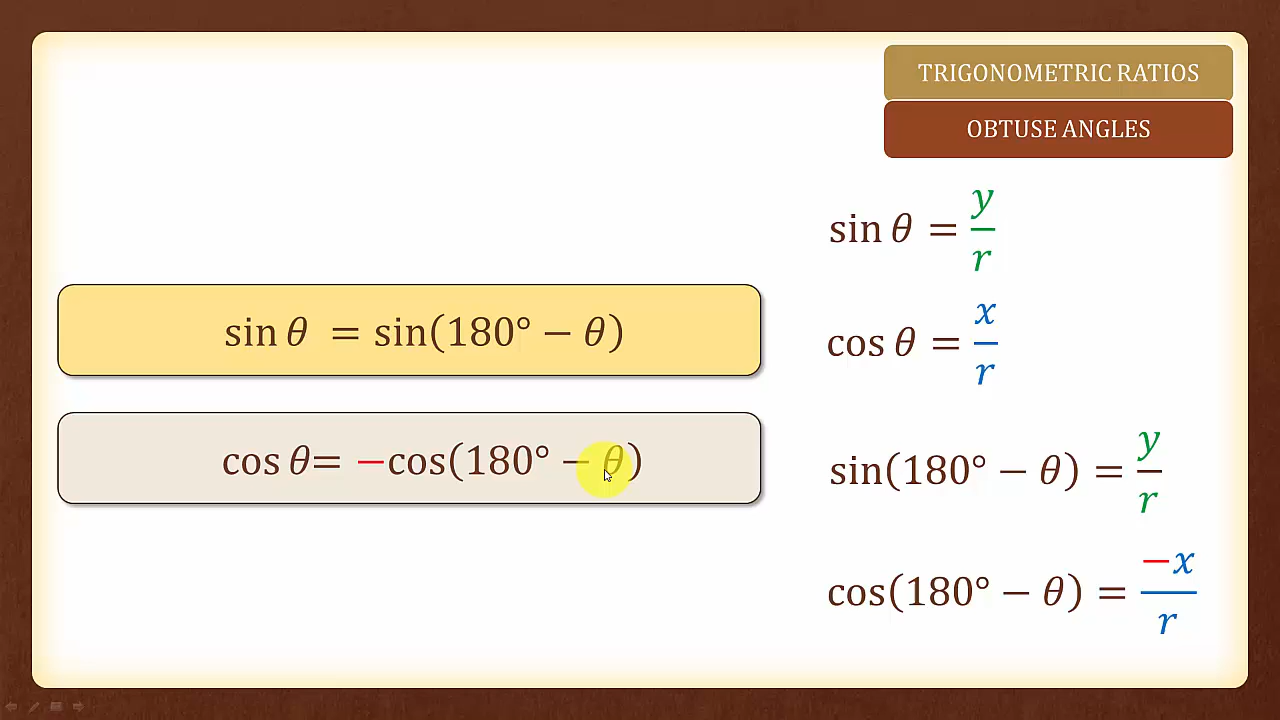 TRIGONOMETRIC RATIOS
OBTUSE ANGLES
sin θ = y/r
cos θ = x/r
sin θ = sin(180° − θ)
cos θ= −cos(180° − θ)
sin(180° − θ) = y/r
cos(180° − θ) = −x/r